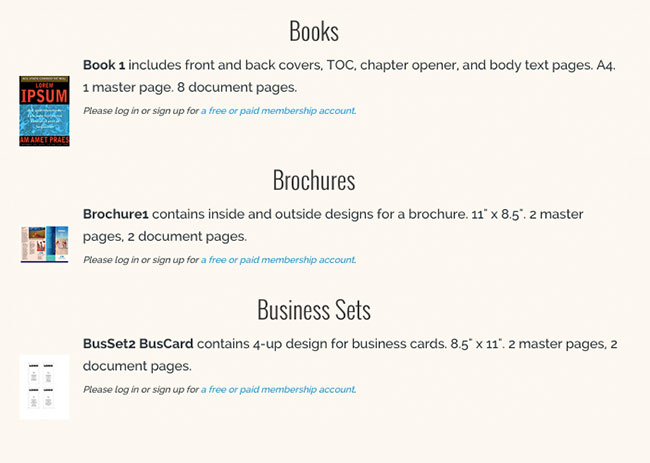 Books
Book 1 includes front and back covers, TOC, chapter opener, and body text pages. A4.
1 master page. 8 document pages.
Please log in or sign up for a free or paid membership account.
LOREM
IPSUM
AM AMET PRAES
Brochures
Brochure1 contains inside and outside designs for a brochure. 11" x 8.5". 2 master
pages, 2 document pages.
Please log in or sign up for a free or paid membership account.
Business Sets
BusSet2 BusCard contains 4-up design for business cards. 8.5" x 11". 2 master pages, 2
document pages.
Please log in or sign up for a free or paid membership account.